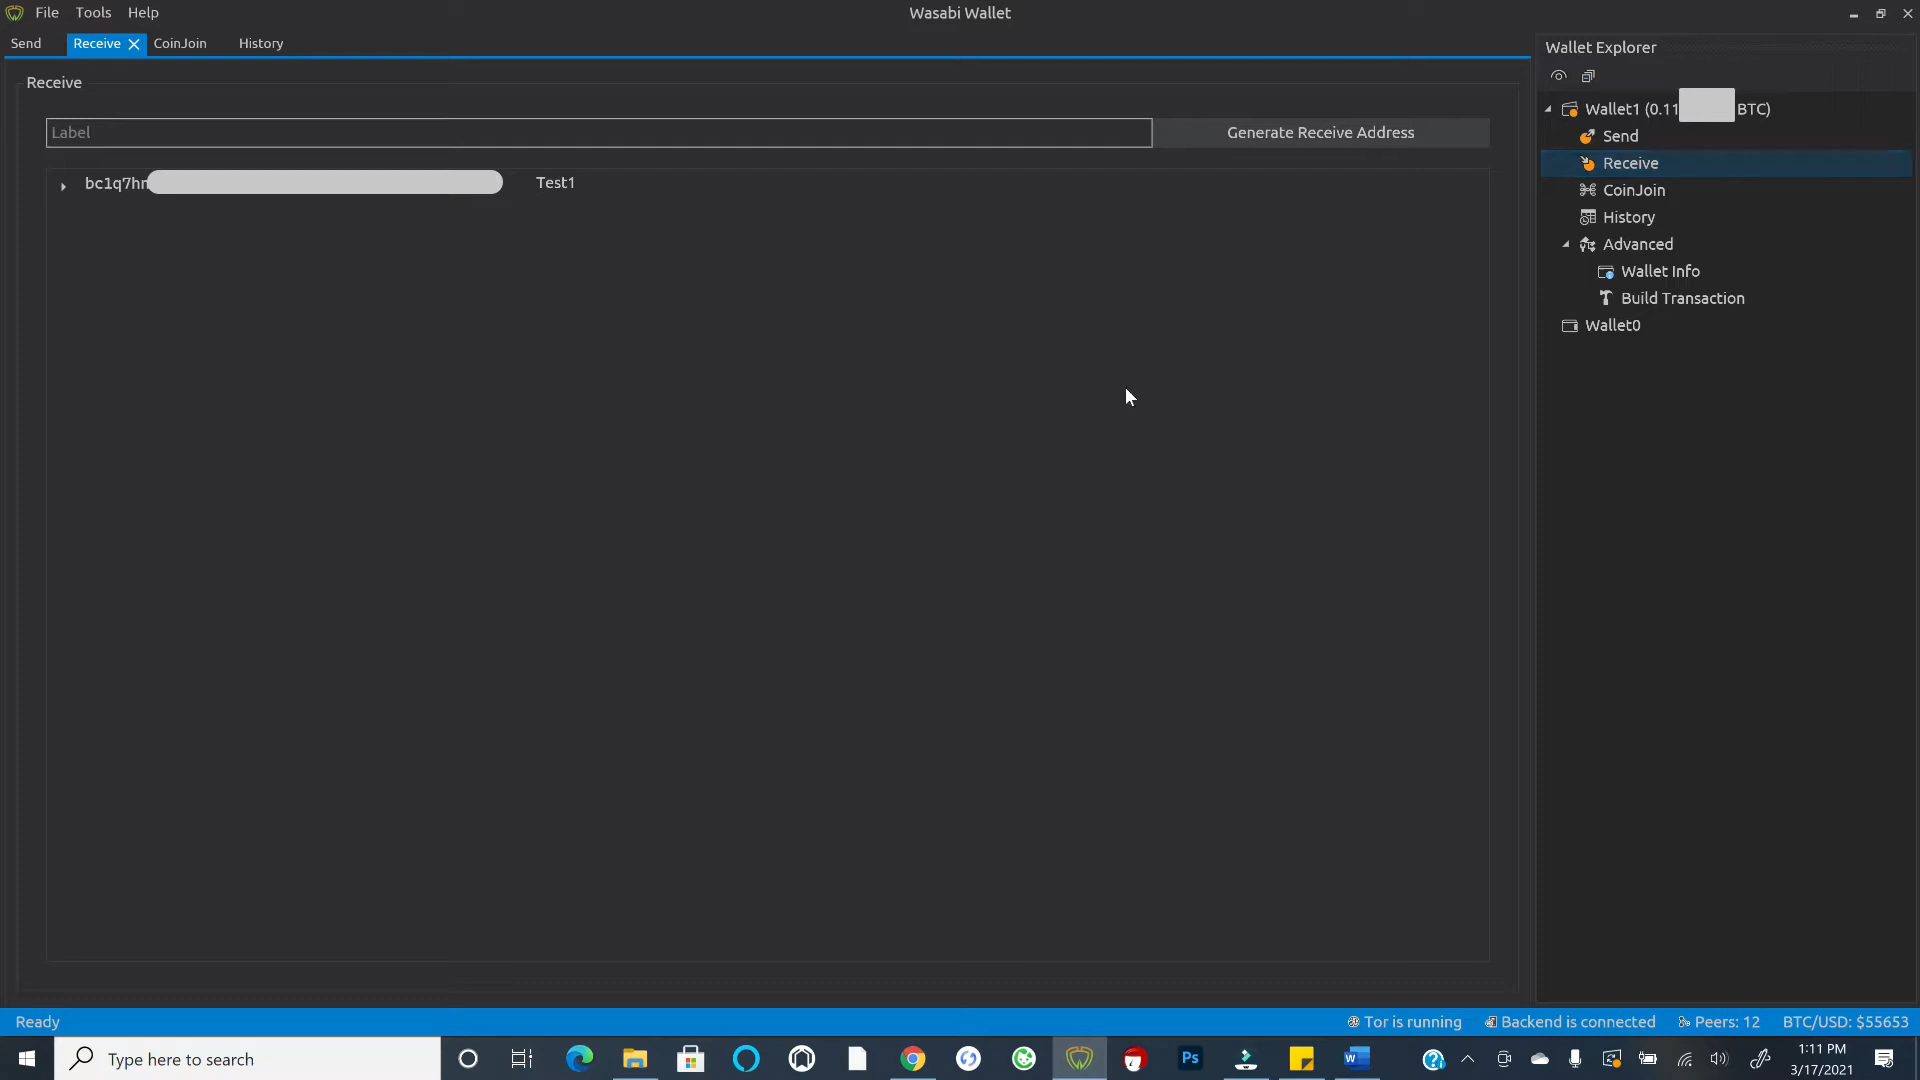 File Tools Help
Wasabi Wallet
Send Receive CoinJoin History
Receive
Label
Generate Receive Address
bc1q7hr Test1
Wallet Explorer
Wallet1 (0.11 BTC)
Send
Receive
CoinJoin
History
Advanced
Wallet Info
Build Transaction
Wallet0
Ready
Tor is running Backend is connected Peers: 12 BTC/USD: $55653
Type here to search
Ps
W
1:11 PM
3/17/2021